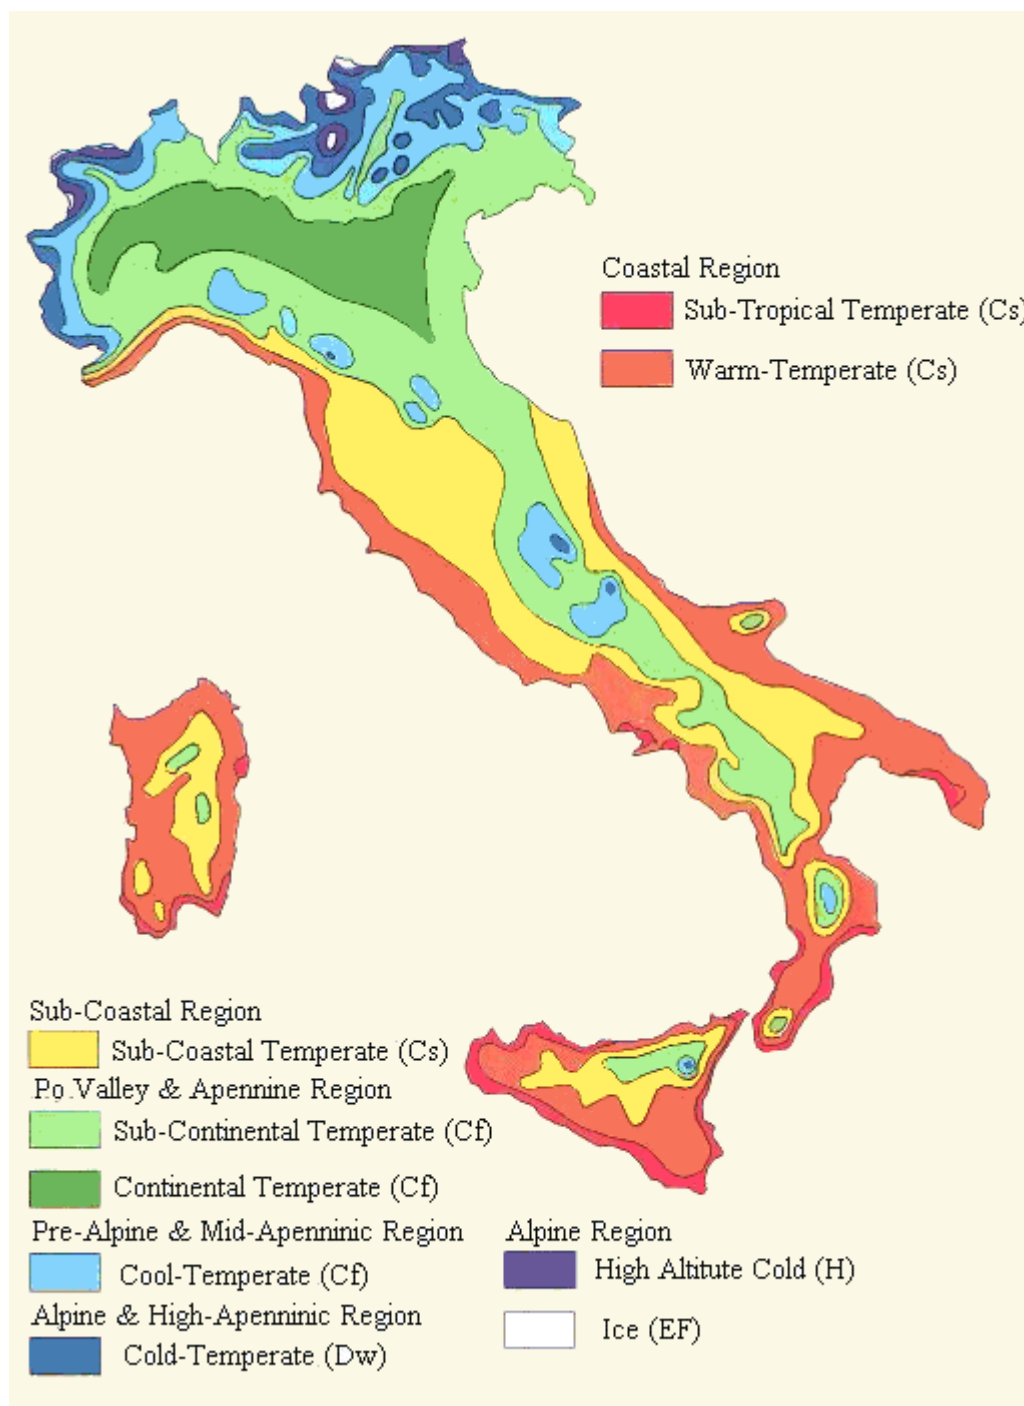 Coastal Region
Sub-Tropical Temperate (Cs)
Warm-Temperate (Cs)
Sub-Coastal Region
Sub-Coastal Temperate (Cs)
Po Valley & Apennine Region
Sub-Continental Temperate (Cf)
Continental Temperate (Cf)
Pre-Alpine & Mid-Apenninic Region
Cool-Temperate (Cf)
Alpine & High-Apenninic Region
Cold-Temperate (Dw)
Alpine Region
High Altitute Cold (H)
Ice (EF)